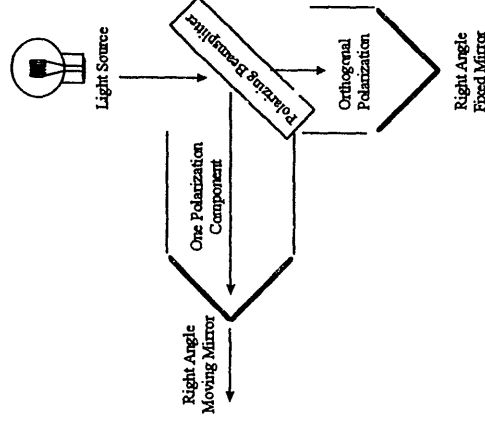 Light Source
Polarizing Beamsplitter
One Polarization
Component
Orthogonal
Polarization
Right Angle
Moving Mirror
Right Angle
Fixed Mirror